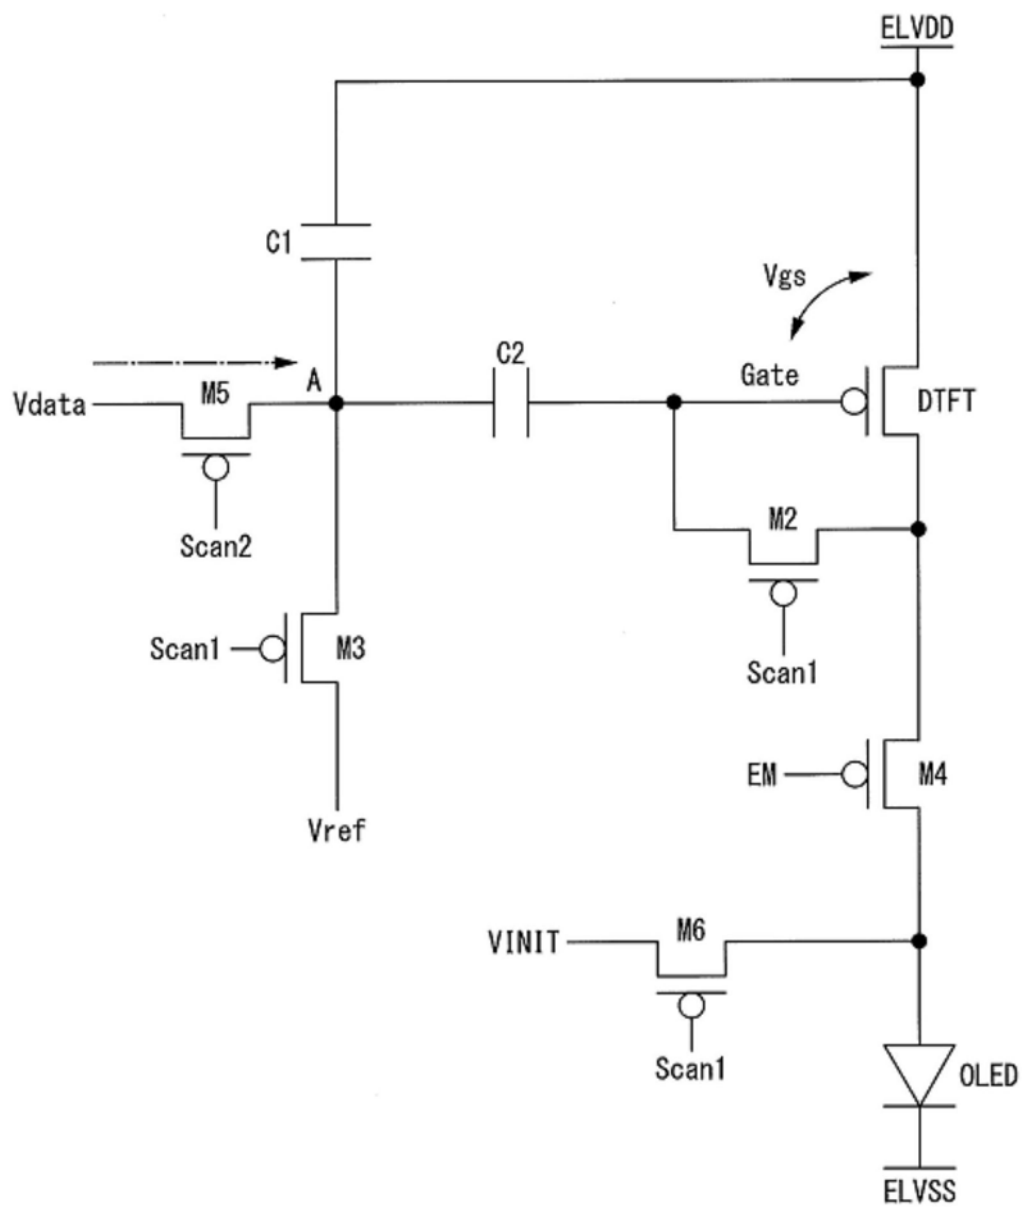 ELVDD
C1
Vgs
C2
A
M5
Gate
Vdata
DTFT
M2
Scan2
Scan1
M3
Scan1
EM
M4
Vref
M6
VINIT
Scan1
OLED
ELVSS